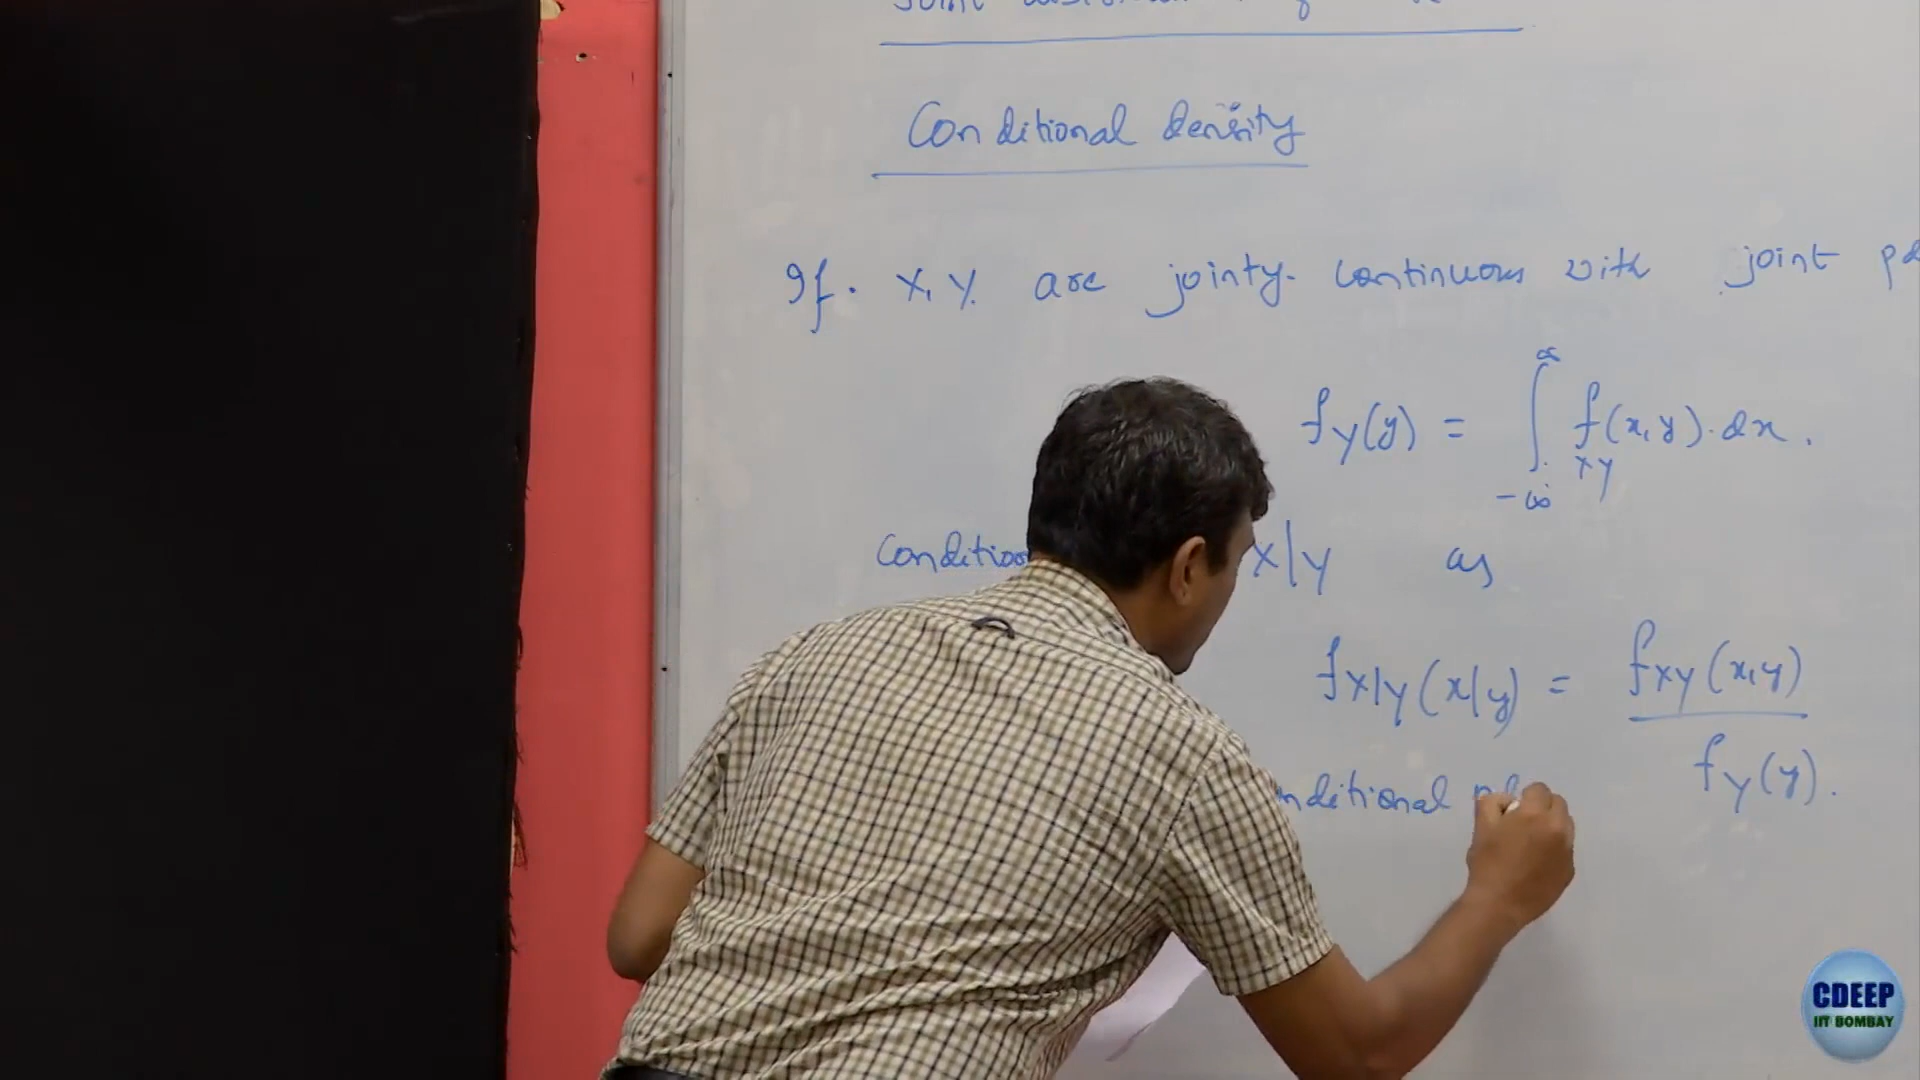 Conditional density
If. X, Y. are jointy. continuous with joint
f_Y(y) = ∫_{-∞}^{∞} f_{XY}(x,y).dx.
X|Y as
f_{X|Y}(x|y) = f_{XY}(x,y) / f_Y(y).
CDEEP
IIT BOMBAY